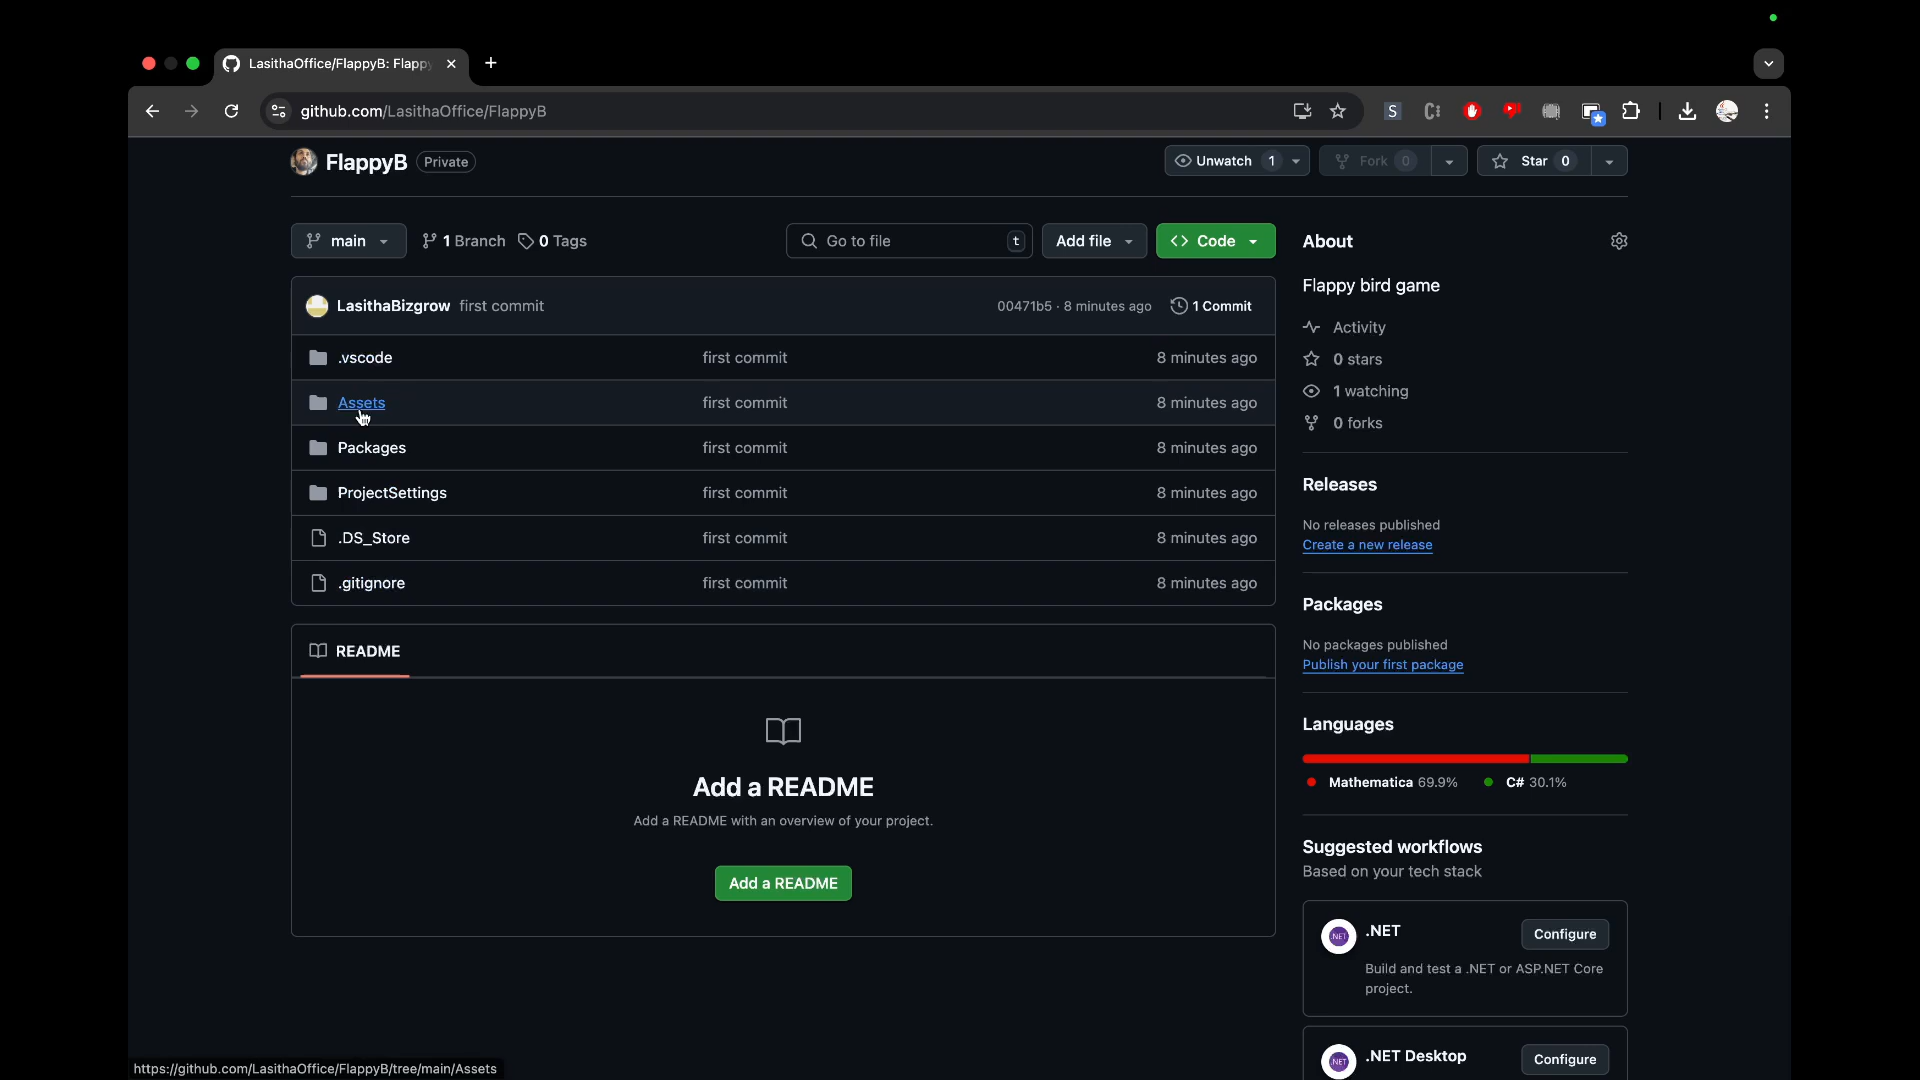 LasithaOffice/FlappyB: Flappy
github.com/LasithaOffice/FlappyB
S
FlappyB Private
Unwatch 1
Fork 0
Star 0
main
1 Branch
0 Tags
Go to file t
Add file
<> Code
LasithaBizgrow first commit 00471b5 · 8 minutes ago 1 Commit
.vscode first commit 8 minutes ago
Assets first commit 8 minutes ago
Packages first commit 8 minutes ago
ProjectSettings first commit 8 minutes ago
.DS_Store first commit 8 minutes ago
.gitignore first commit 8 minutes ago
README
Add a README
Add a README with an overview of your project.
Add a README
About
Flappy bird game
Activity
0 stars
1 watching
0 forks
Releases
No releases published
Create a new release
Packages
No packages published
Publish your first package
Languages
Mathematica 69.9% C# 30.1%
Suggested workflows
Based on your tech stack
.NET .NET Configure
Build and test a .NET or ASP.NET Core
project.
.NET .NET Desktop Configure
https://github.com/LasithaOffice/FlappyB/tree/main/Assets